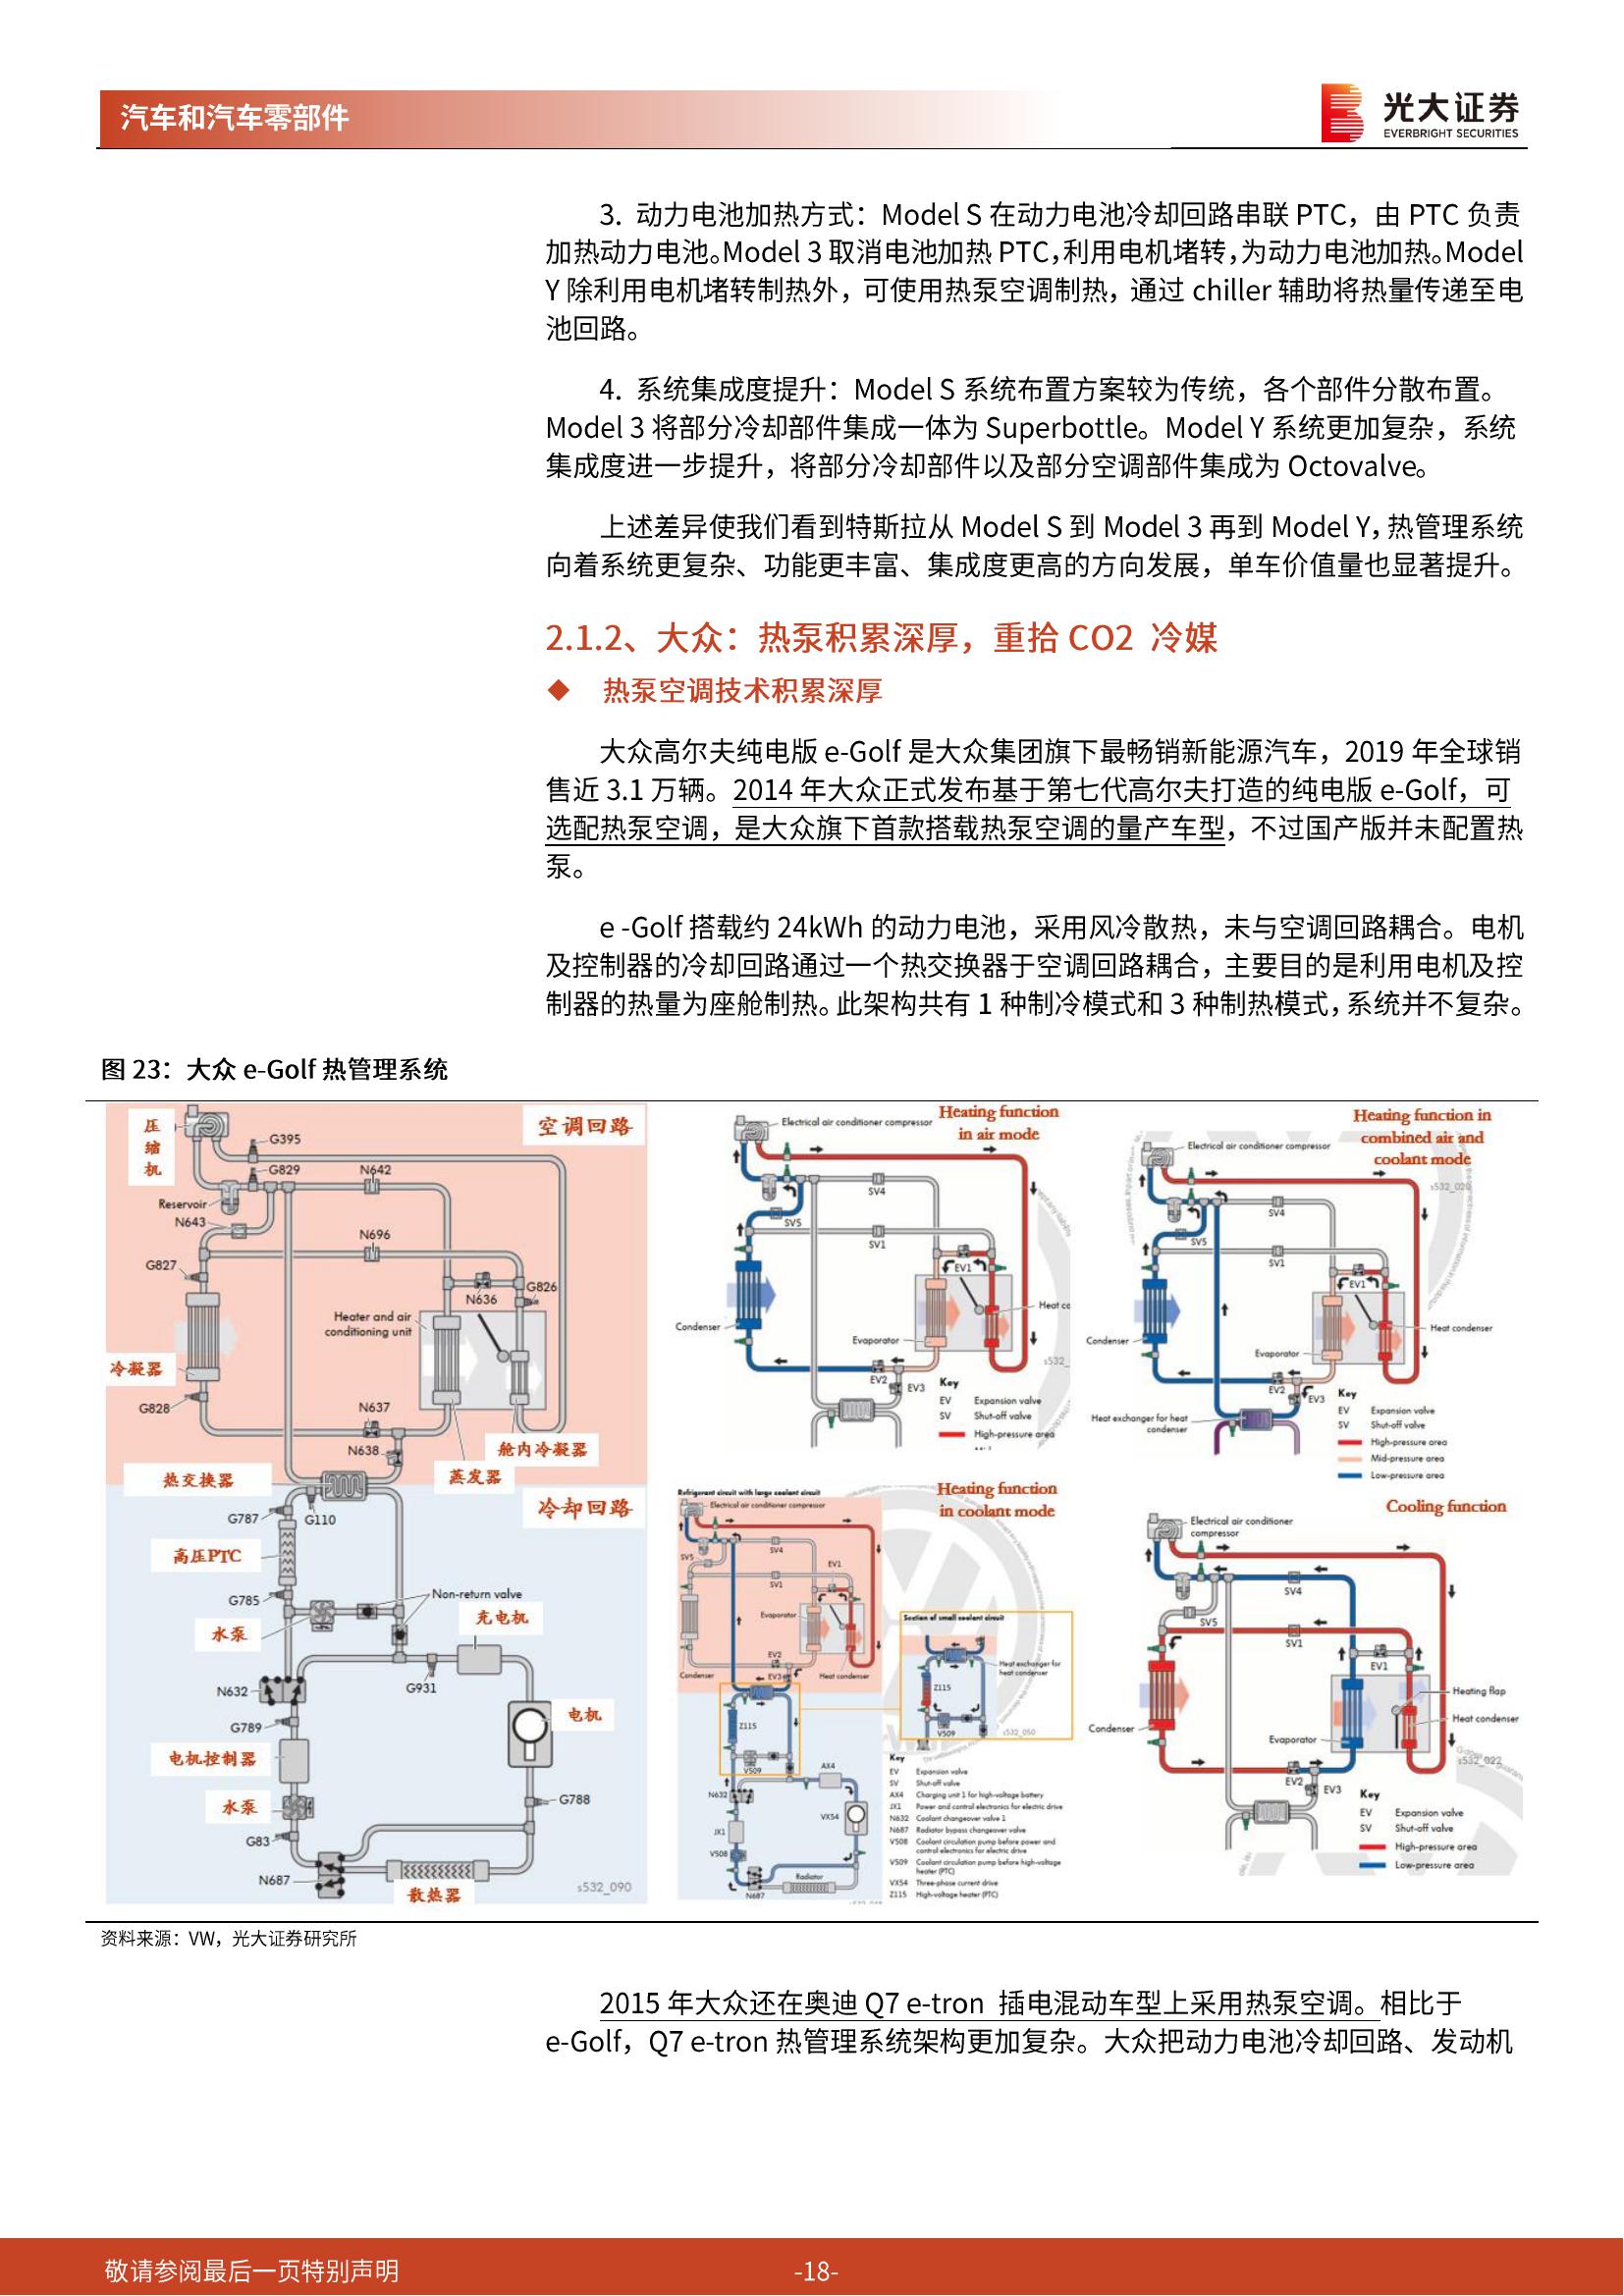 汽车和汽车零部件
光大证券
EVERBRIGHT SECURITIES
3. 动力电池加热方式：Model S 在动力电池冷却回路串联 PTC，由 PTC 负责
加热动力电池。Model 3 取消电池加热 PTC，利用电机堵转，为动力电池加热。Model
Y 除利用电机堵转制热外，可使用热泵空调制热，通过 chiller 辅助将热量传递至电
池回路。
4. 系统集成度提升：Model S 系统布置方案较为传统，各个部件分散布置。
Model 3 将部分冷却部件集成一体为 Superbottle。Model Y 系统更加复杂，系统
集成度进一步提升，将部分冷却部件以及部分空调部件集成为 Octovalve。
上述差异使我们看到特斯拉从 Model S 到 Model 3 再到 Model Y，热管理系统
向着系统更复杂、功能更丰富、集成度更高的方向发展，单车价值量也显著提升。
2.1.2、大众：热泵积累深厚，重拾 CO2 冷媒
◆ 热泵空调技术积累深厚
大众高尔夫纯电版 e-Golf 是大众集团旗下最畅销新能源汽车，2019 年全球销
售近 3.1 万辆。2014 年大众正式发布基于第七代高尔夫打造的纯电版 e-Golf，可
选配热泵空调，是大众旗下首款搭载热泵空调的量产车型，不过国产版并未配置热
泵。
e -Golf 搭载约 24kWh 的动力电池，采用风冷散热，未与空调回路耦合。电机
及控制器的冷却回路通过一个热交换器于空调回路耦合，主要目的是利用电机及控
制器的热量为座舱制热。此架构共有 1 种制冷模式和 3 种制热模式，系统并不复杂。
图 23：大众 e-Golf 热管理系统
压
缩
机
空调回路
G395
G829
N642
Reservoir
N643
N696
G827
G826
N636
Heater and air
conditioning unit
冷凝器
G828
N637
N638
舱内冷凝器
蒸发器
热交换器
冷却回路
G787
G110
高压PTC
G785
Non-return valve
充电机
水泵
N632
G931
G789
电机
电机控制器
水泵
G788
G83
N687
散热器
s532_090
Heating function
in air mode
Electrical air conditioner compressor
SV4
SV5
SV1
EV1
Heat co
Condenser
Evaporator
s532_
EV2
EV3
Key
EV Expansion valve
SV Shut-off valve
High-pressure area
Heating function in
combined air and
coolant mode
Electrical air conditioner compressor
s532_020
SV4
SV5
SV1
EV1
Heat condenser
Condenser
Evaporator
EV2
EV3
Heat exchanger for heat
condenser
Key
EV Expansion valve
SV Shut-off valve
High-pressure area
Mid-pressure area
Low-pressure area
Heating function
in coolant mode
Refrigerant circuit with large coolant circuit
Electrical air conditioner compressor
SV4
SV5
EV1
SV1
Evaporator
EV2
Condenser
EV3
Heat condenser
Section of small coolant circuit
Heat exchanger for
heat condenser
Z115
V509
s532_050
Z115
V509
AX4
N632
VX54
JX1
V508
Radiator
N687
Key
EV Expansion valve
SV Shut-off valve
AX4 Charging unit 1 for high-voltage battery
JX1 Power and control electronics for electric drive
N632 Coolant changeover valve 1
N687 Radiator bypass changeover valve
V508 Coolant circulation pump before power and
control electronics for electric drive
V509 Coolant circulation pump before high-voltage
heater (PTC)
VX54 Three-phase current drive
Z115 High-voltage heater (PTC)
Cooling function
Electrical air conditioner
compressor
SV4
SV5
SV1
EV1
Heating flap
Heat condenser
Condenser
Evaporator
s532_022
EV2
EV3
Key
EV Expansion valve
SV Shut-off valve
High-pressure area
Low-pressure area
资料来源：VW，光大证券研究所
2015 年大众还在奥迪 Q7 e-tron 插电混动车型上采用热泵空调。相比于
e-Golf，Q7 e-tron 热管理系统架构更加复杂。大众把动力电池冷却回路、发动机
敬请参阅最后一页特别声明
-18-